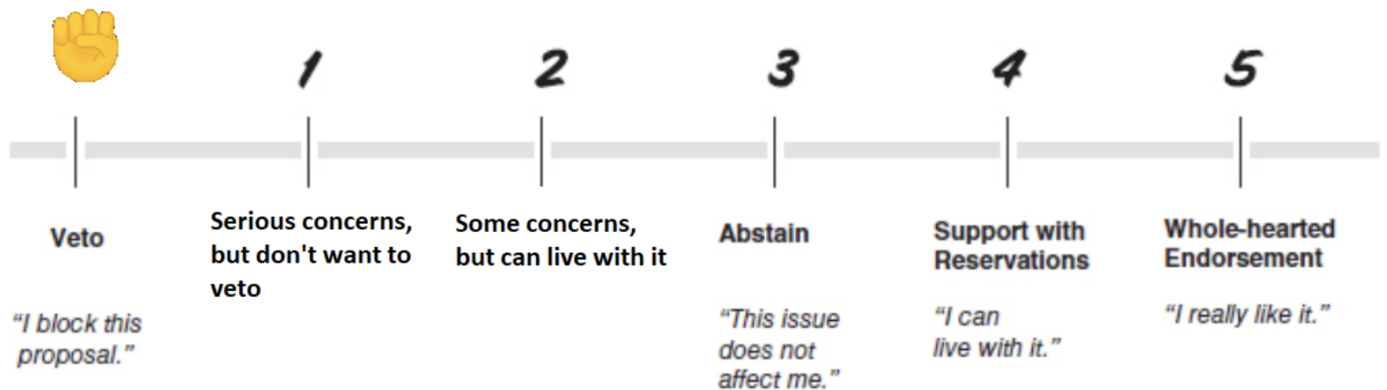 1
2
3
4
5
Veto
Serious concerns,
but don't want to
veto
Some concerns,
but can live with it
Abstain
Support with
Reservations
Whole-hearted
Endorsement
“I block this
proposal.”
“This issue
does not
affect me.”
“I can
live with it.”
“I really like it.”